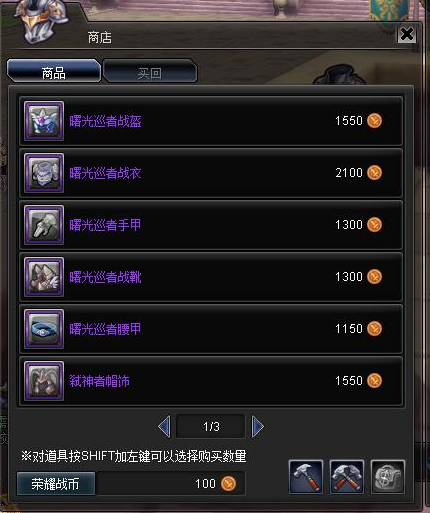 商店
商品 买回
曙光巡者战盔 1550
曙光巡者战衣 2100
曙光巡者手甲 1300
曙光巡者战靴 1300
曙光巡者腰甲 1150
弑神者帽饰 1550
1/3
※对道具按SHIFT加左键可以选择购买数量
荣耀战币 100